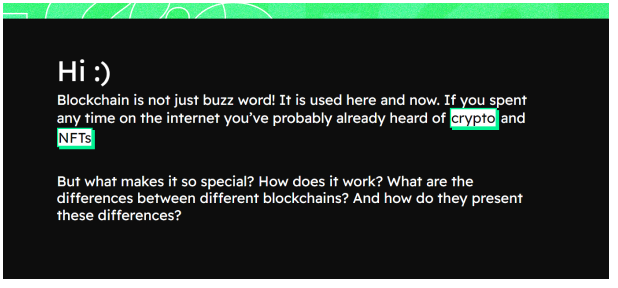 Hi :)
Blockchain is not just buzz word! It is used here and now. If you spent
any time on the internet you’ve probably already heard of crypto and
NFTs
But what makes it so special? How does it work? What are the
differences between different blockchains? And how do they present
these differences?